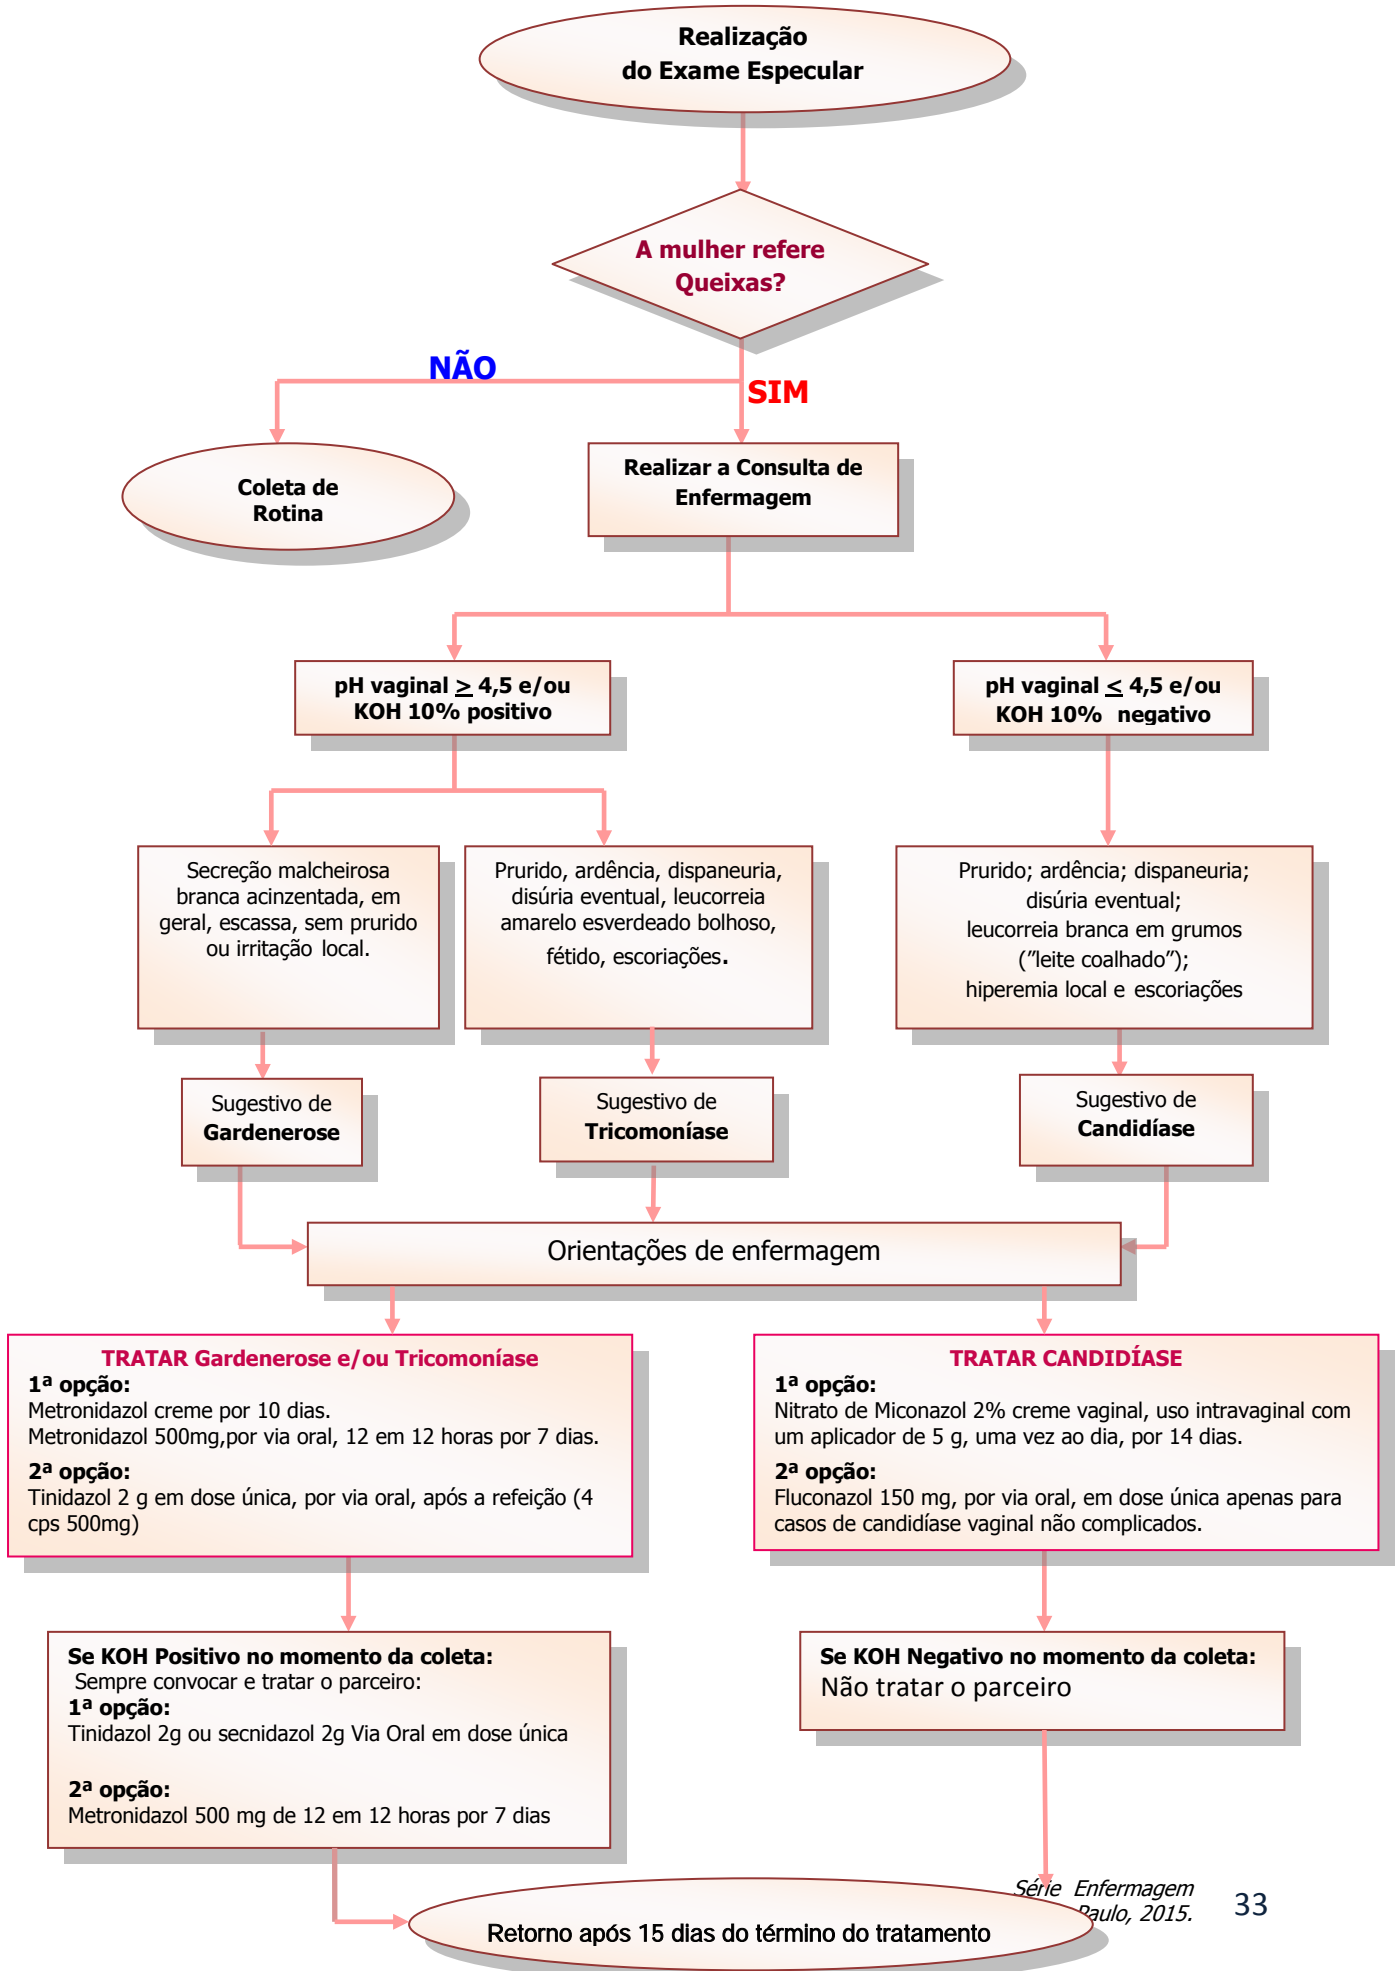 Realização
do Exame Especular
A mulher refere
Queixas?
NÃO
SIM
Coleta de
Rotina
Realizar a Consulta de
Enfermagem
pH vaginal ≥ 4,5 e/ou
KOH 10% positivo
pH vaginal ≤ 4,5 e/ou
KOH 10% negativo
Secreção malcheirosa
branca acinzentada, em
geral, escassa, sem prurido
ou irritação local.
Prurido, ardência, dispaneuria,
disúria eventual, leucorreia
amarelo esverdeado bolhoso,
fétido, escoriações.
Prurido; ardência; dispaneuria;
disúria eventual;
leucorreia branca em grumos
(”leite coalhado”);
hiperemia local e escoriações
Sugestivo de
Gardenerose
Sugestivo de
Tricomoníase
Sugestivo de
Candidíase
Orientações de enfermagem
TRATAR Gardenerose e/ou Tricomoníase
1ª opção:
Metronidazol creme por 10 dias.
Metronidazol 500mg,por via oral, 12 em 12 horas por 7 dias.
2ª opção:
Tinidazol 2 g em dose única, por via oral, após a refeição (4
cps 500mg)
TRATAR CANDIDÍASE
1ª opção:
Nitrato de Miconazol 2% creme vaginal, uso intravaginal com
um aplicador de 5 g, uma vez ao dia, por 14 dias.
2ª opção:
Fluconazol 150 mg, por via oral, em dose única apenas para
casos de candidíase vaginal não complicados.
Se KOH Positivo no momento da coleta:
Sempre convocar e tratar o parceiro:
1ª opção:
Tinidazol 2g ou secnidazol 2g Via Oral em dose única
2ª opção:
Metronidazol 500 mg de 12 em 12 horas por 7 dias
Se KOH Negativo no momento da coleta:
Não tratar o parceiro
Série Enfermagem
Paulo, 2015.
33
Retorno após 15 dias do término do tratamento